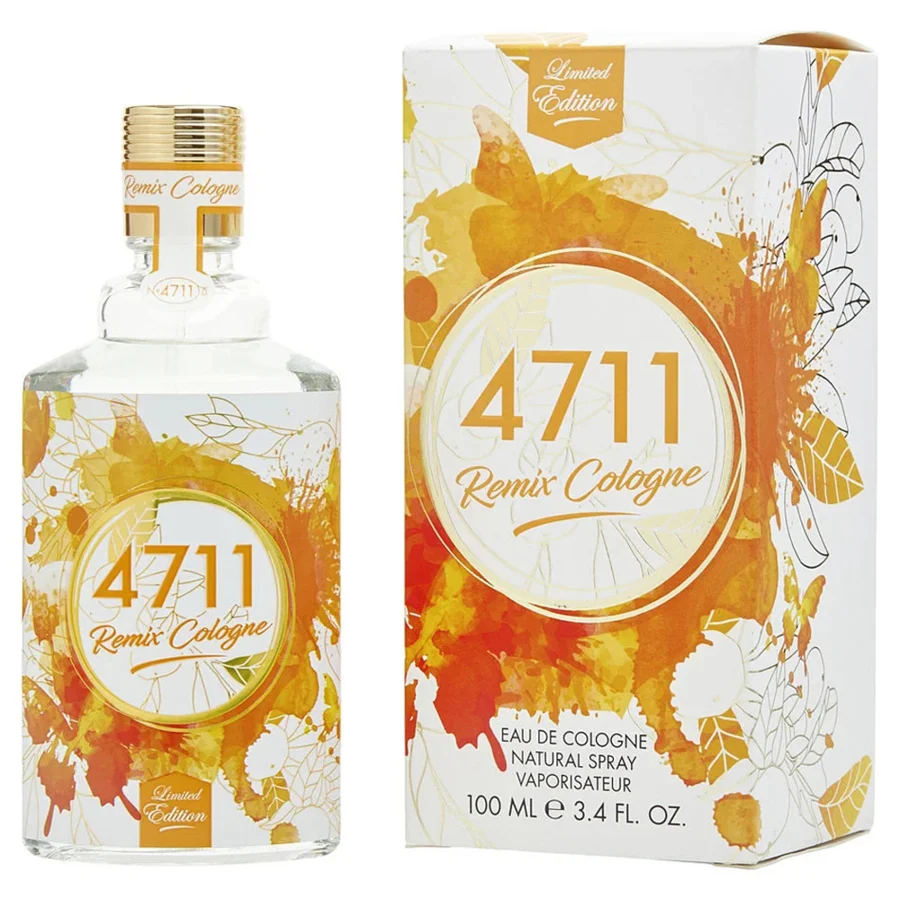 Remix Cologne
Nº 4711
4711
Remix Cologne
Limited
Edition
Limited
Edition
4711
Remix Cologne
EAU DE COLOGNE
NATURAL SPRAY
VAPORISATEUR
100 ML ℮ 3.4 FL. OZ.